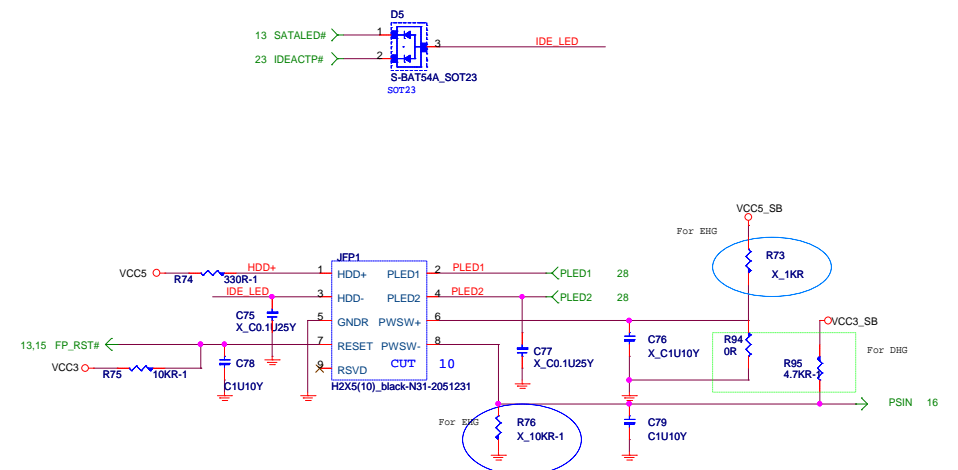 D5
13 SATALED#
1
3
IDE_LED
23 IDEACTP#
2
S-BAT54A_SOT23
SOT23
VCC5_SB
For EHG
R73
X_1KR
JFP1
VCC5
R74
330R-1
HDD+
1
HDD+
PLED1
2
PLED1
PLED1
28
IDE_LED
3
HDD-
PLED2
4
PLED2
PLED2
28
C75
X_C0.1U25Y
5
GNDR
PWSW+
6
VCC3_SB
13,15 FP_RST#
7
RESET
PWSW-
8
C76
X_C1U10Y
R94
0R
For DHG
VCC3
R75
10KR-1
C78
C1U10Y
9
RSVD
CUT
10
C77
X_C0.1U25Y
R95
4.7KR-1
H2X5(10)_black-N31-2051231
PSIN 16
For EHG
R76
X_10KR-1
C79
C1U10Y